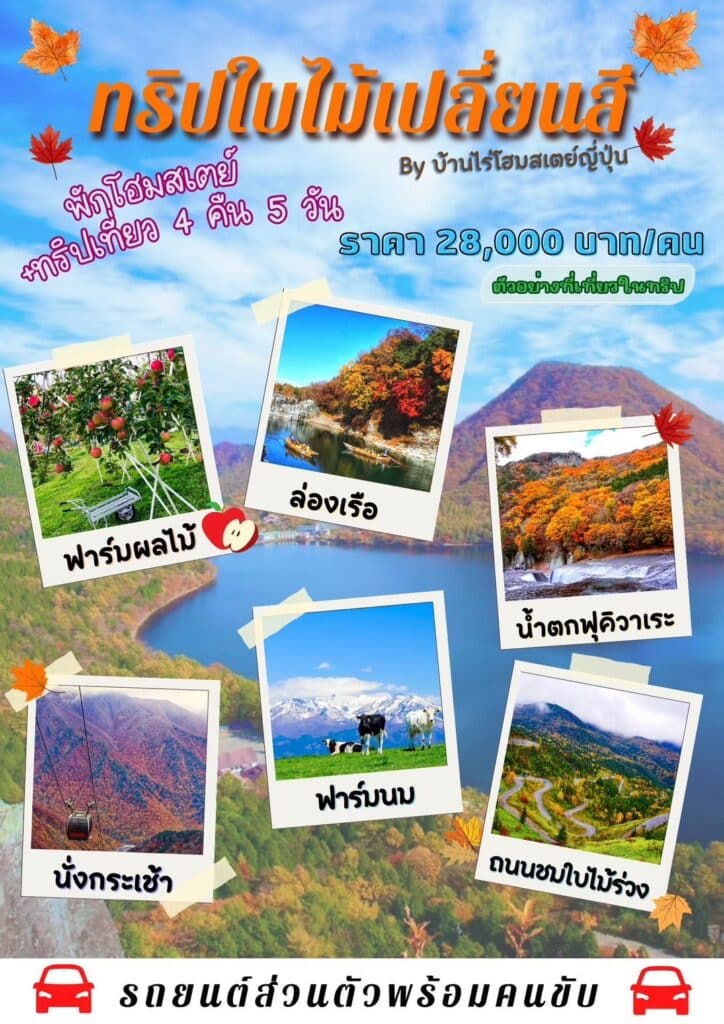 ทริปใบไม้เปลี่ยนสี
By บ้านไร่โฮมสเตย์ญี่ปุ่น
พักโฮมสเตย์
+ทริปเที่ยว 4 คืน 5 วัน
ราคา 28,000 บาท/คน
ตัวอย่างที่เที่ยวในทริป
ฟาร์มผลไม้
ล่องเรือ
น้ำตกฟุคิวาเระ
นั่งกระเช้า
ฟาร์มนม
ถนนชมใบไม้ร่วง
รถยนต์ส่วนตัวพร้อมคนขับ